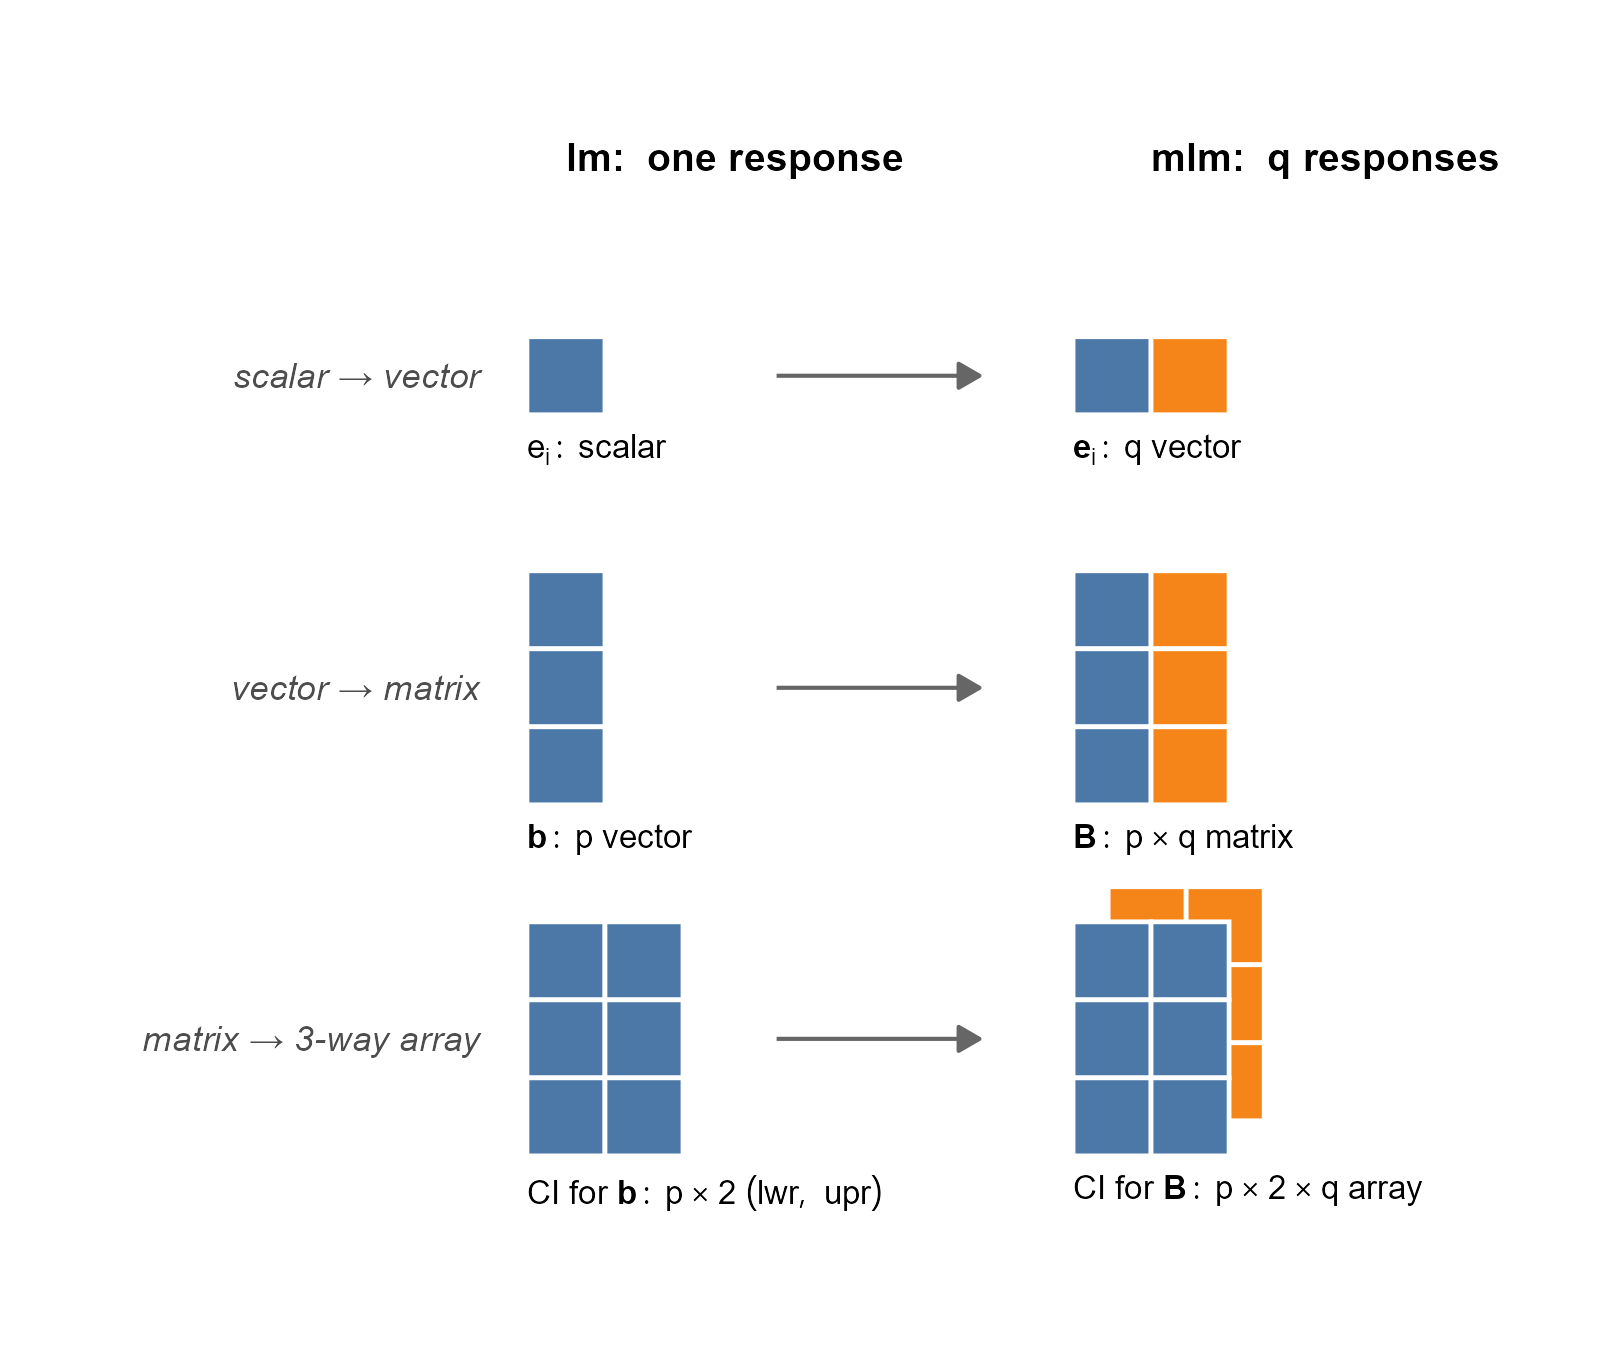 lm: one response
mlm: q responses
scalar → vector
eᵢ: scalar
eᵢ: q vector
vector → matrix
b: p vector
B: p × q matrix
matrix → 3-way array
CI for b: p × 2 (lwr, upr)
CI for B: p × 2 × q array